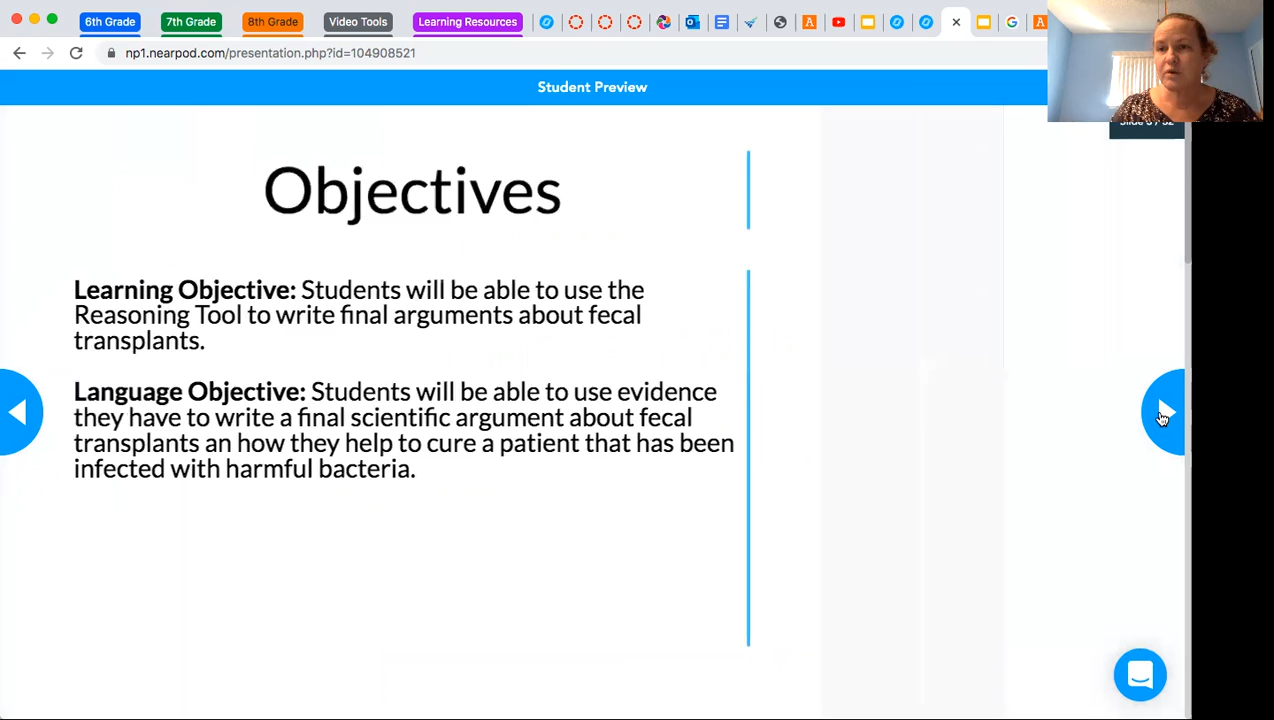 6th Grade 7th Grade 8th Grade Video Tools Learning Resources
np1.nearpod.com/presentation.php?id=104908521
Student Preview
Objectives
Learning Objective: Students will be able to use the
Reasoning Tool to write final arguments about fecal
transplants.
Language Objective: Students will be able to use evidence
they have to write a final scientific argument about fecal
transplants an how they help to cure a patient that has been
infected with harmful bacteria.